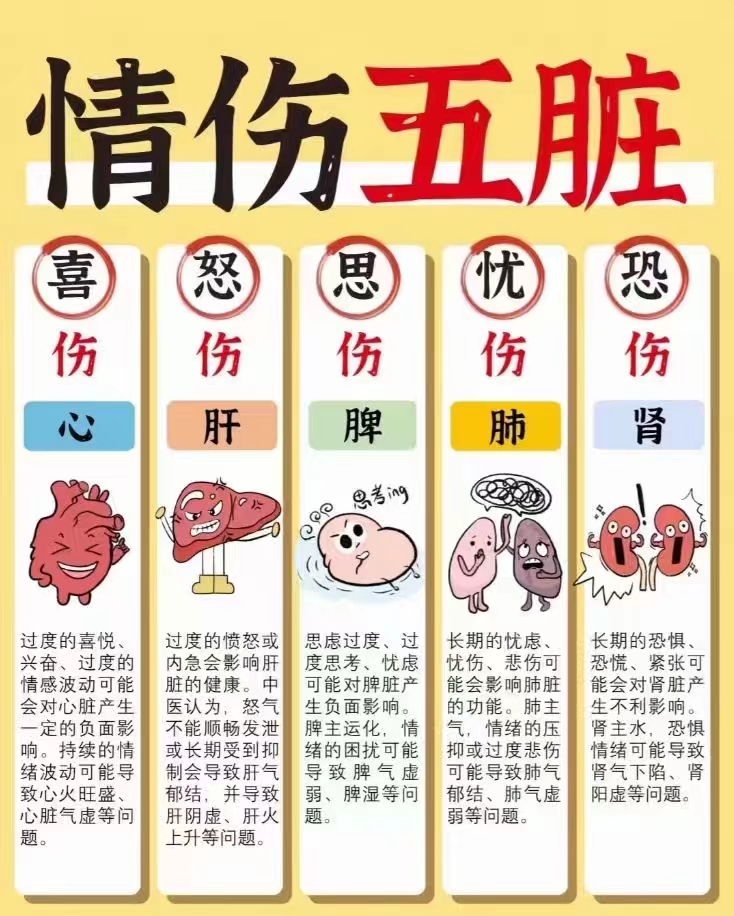 情伤五脏
喜
伤
心
过度的喜悦、
兴奋、过度的
情感波动可能
会对心脏产生
一定的负面影
响。持续的情
绪波动可能导
致心火旺盛、
心脏气虚等问
题。
怒
伤
肝
过度的愤怒或
内急会影响肝
脏的健康。中
医认为，怒气
不能顺畅发泄
或长期受到抑
制会导致肝气
郁结，并导致
肝阴虚、肝火
上升等问题。
思
伤
脾
思考ing
思虑过度、过
度思考、忧虑
可能对脾脏产
生负面影响。
脾主运化，情
绪的困扰可能
导致脾气虚
弱、脾湿等问
题。
忧
伤
肺
长期的忧虑、
忧伤、悲伤可
能会影响肺脏
的功能。肺主
气，情绪的压
抑或过度悲伤
可能导致肺气
郁结、肺气虚
弱等问题。
恐
伤
肾
!
长期的恐惧、
恐慌、紧张可
能会对肾脏产
生不利影响。
肾主水，恐惧
情绪可能导致
肾气下陷、肾
阳虚等问题。